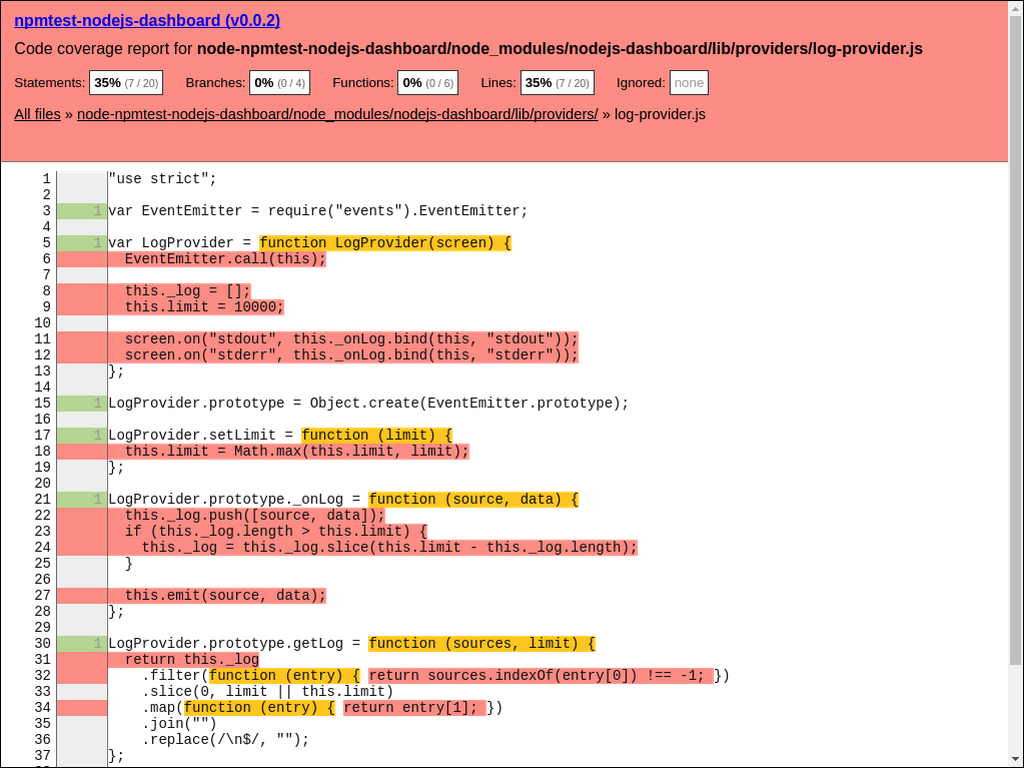 npmtest-nodejs-dashboard (v0.0.2)
Code coverage report for node-npmtest-nodejs-dashboard/node_modules/nodejs-dashboard/lib/providers/log-provider.js
Statements: 35% (7 / 20) Branches: 0% (0 / 4) Functions: 0% (0 / 6) Lines: 35% (7 / 20) Ignored: none
All files » node-npmtest-nodejs-dashboard/node_modules/nodejs-dashboard/lib/providers/ » log-provider.js
1 "use strict";
2
3 1 var EventEmitter = require("events").EventEmitter;
4
5 1 var LogProvider = function LogProvider(screen) {
6   EventEmitter.call(this);
7
8   this._log = [];
9   this.limit = 10000;
10
11   screen.on("stdout", this._onLog.bind(this, "stdout"));
12   screen.on("stderr", this._onLog.bind(this, "stderr"));
13 };
14
15 1 LogProvider.prototype = Object.create(EventEmitter.prototype);
16
17 1 LogProvider.setLimit = function (limit) {
18   this.limit = Math.max(this.limit, limit);
19 };
20
21 1 LogProvider.prototype._onLog = function (source, data) {
22   this._log.push([source, data]);
23   if (this._log.length > this.limit) {
24     this._log = this._log.slice(this.limit - this._log.length);
25   }
26
27   this.emit(source, data);
28 };
29
30 1 LogProvider.prototype.getLog = function (sources, limit) {
31   return this._log
32     .filter(function (entry) { return sources.indexOf(entry[0]) !== -1; })
33     .slice(0, limit || this.limit)
34     .map(function (entry) { return entry[1]; })
35     .join("")
36     .replace(/\n$/, "");
37 };